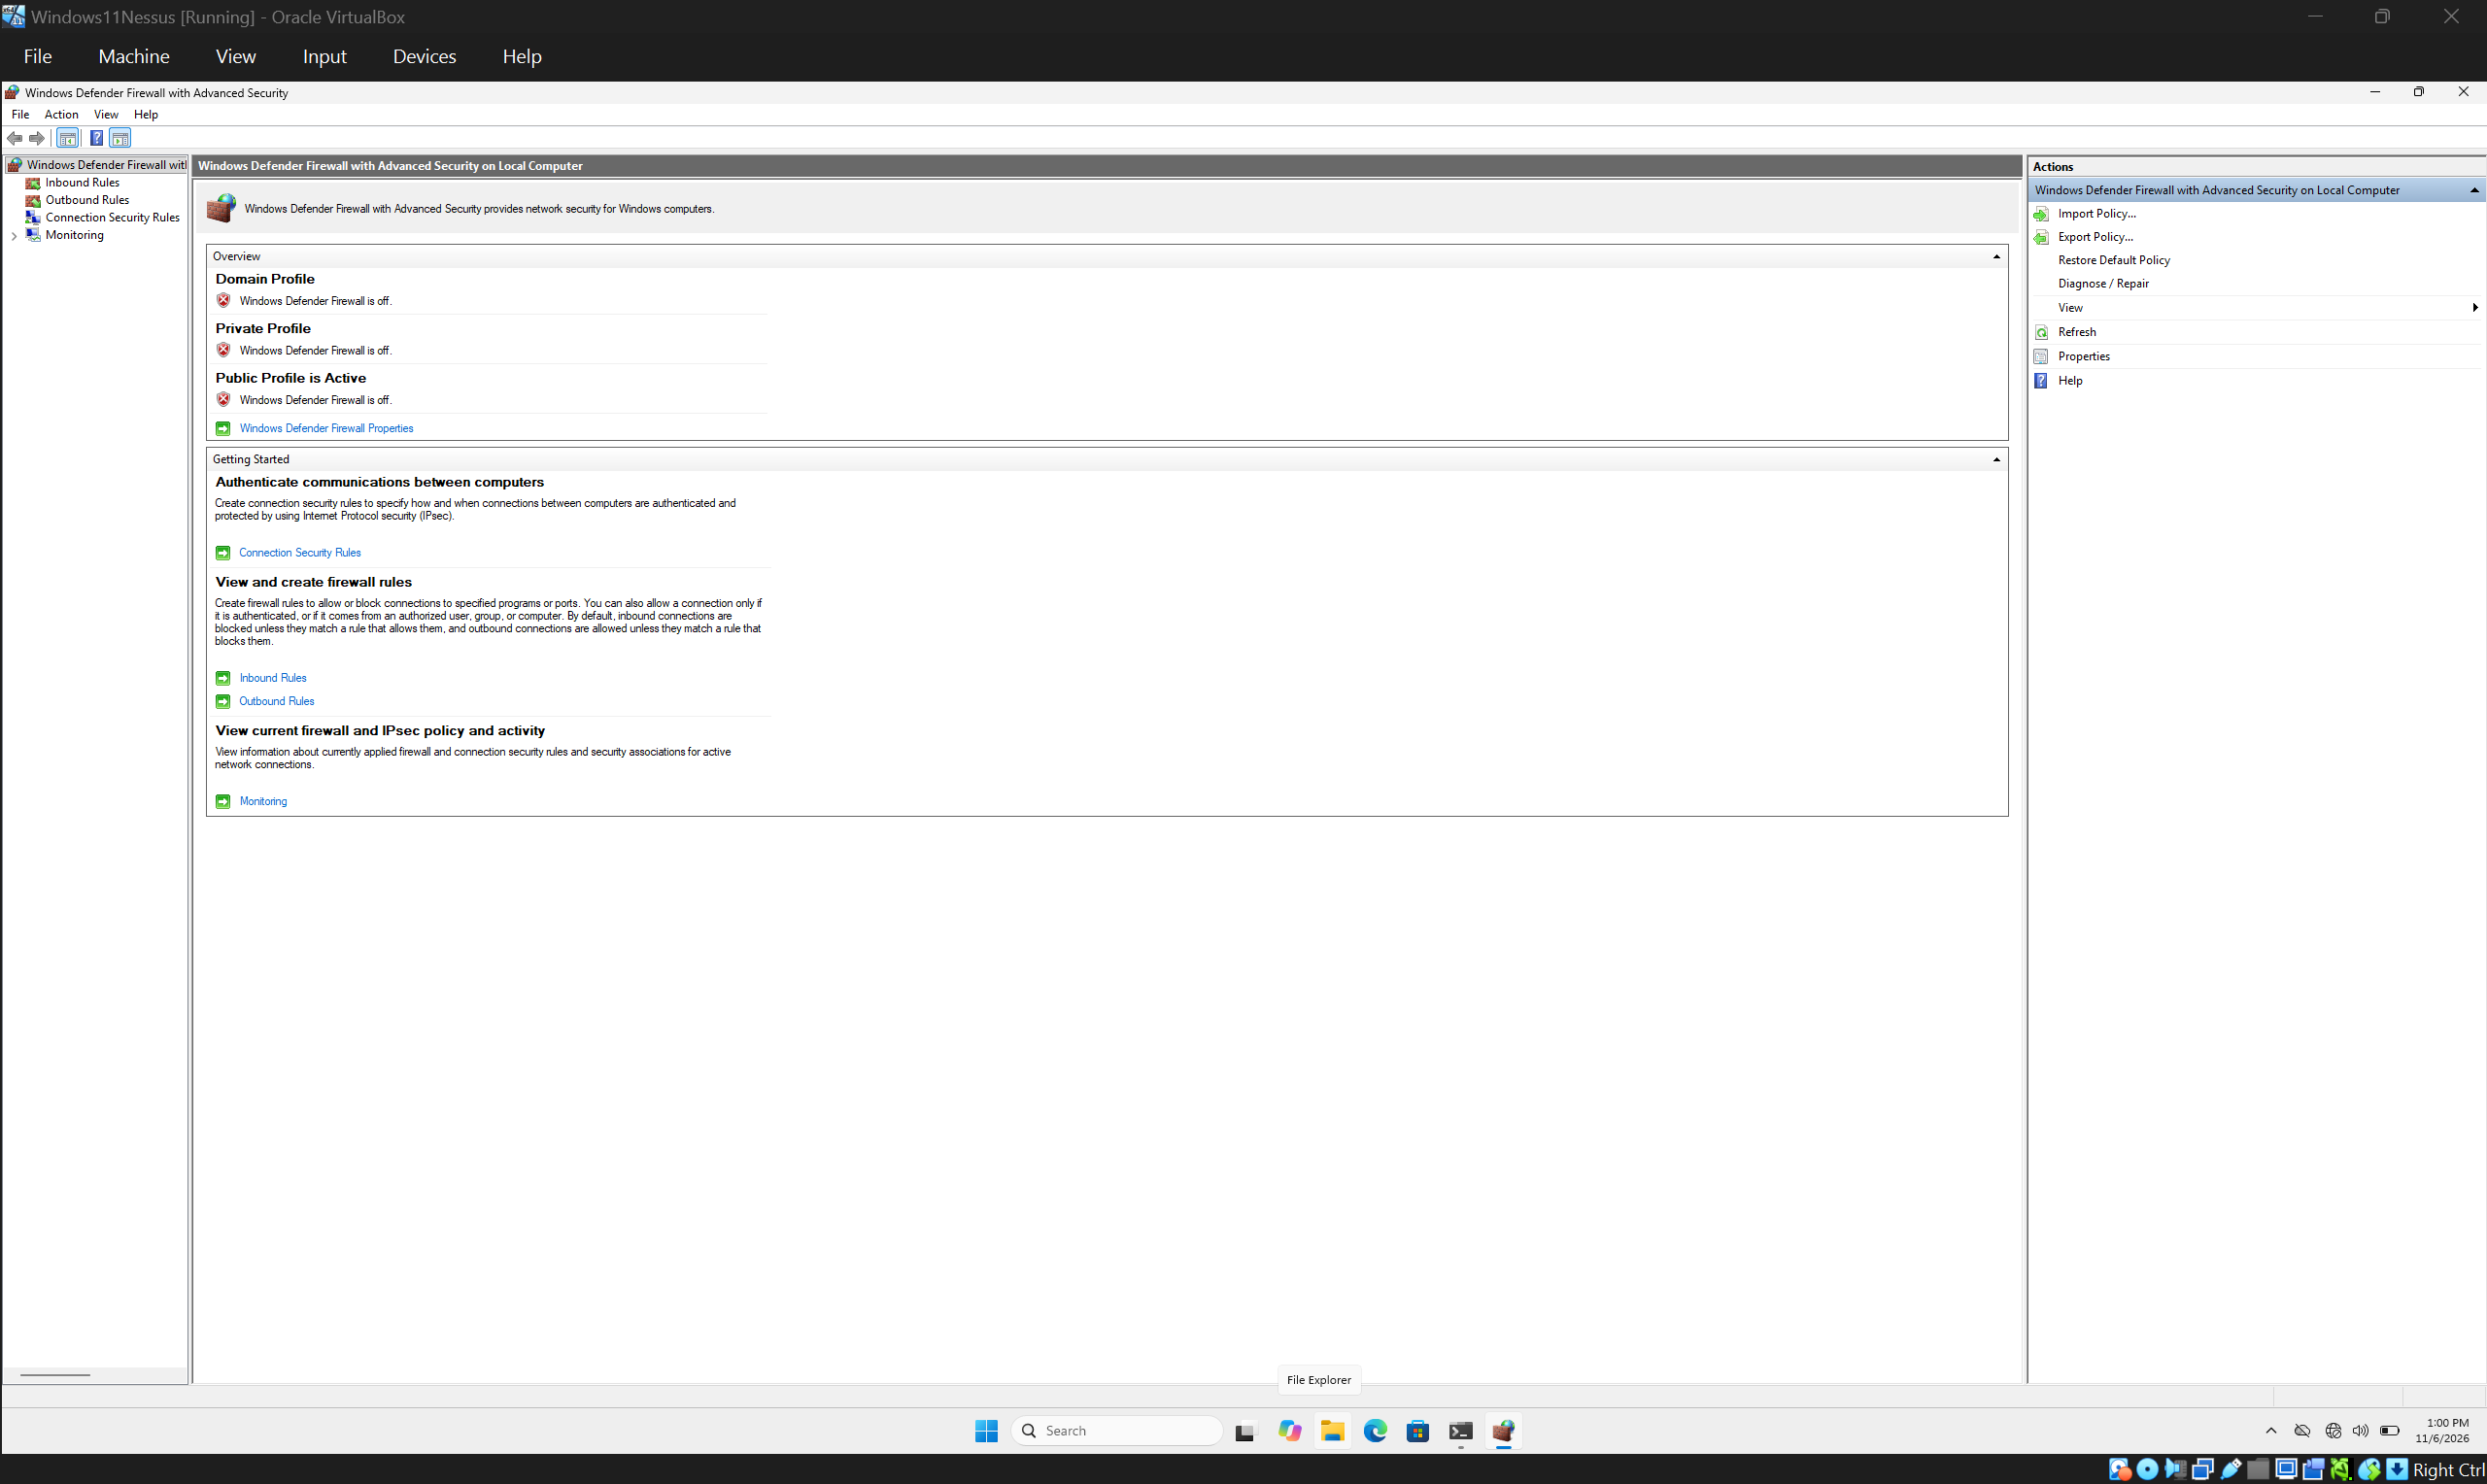 Windows11Nessus [Running] - Oracle VirtualBox
File Machine View Input Devices Help
Windows Defender Firewall with Advanced Security
File Action View Help
Windows Defender Firewall with
Inbound Rules
Outbound Rules
Connection Security Rules
Monitoring
Windows Defender Firewall with Advanced Security on Local Computer
Windows Defender Firewall with Advanced Security provides network security for Windows computers.
Overview
Domain Profile
Windows Defender Firewall is off.
Private Profile
Windows Defender Firewall is off.
Public Profile is Active
Windows Defender Firewall is off.
Windows Defender Firewall Properties
Getting Started
Authenticate communications between computers
Create connection security rules to specify how and when connections between computers are authenticated and
protected by using Internet Protocol security (IPsec).
Connection Security Rules
View and create firewall rules
Create firewall rules to allow or block connections to specified programs or ports. You can also allow a connection only if
it is authenticated, or if it comes from an authorized user, group, or computer. By default, inbound connections are
blocked unless they match a rule that allows them, and outbound connections are allowed unless they match a rule that
blocks them.
Inbound Rules
Outbound Rules
View current firewall and IPsec policy and activity
View information about currently applied firewall and connection security rules and security associations for active
network connections.
Monitoring
Actions
Windows Defender Firewall with Advanced Security on Local Computer
Import Policy...
Export Policy...
Restore Default Policy
Diagnose / Repair
View
Refresh
Properties
Help
File Explorer
Search
1:00 PM
11/6/2026
Right Ctrl